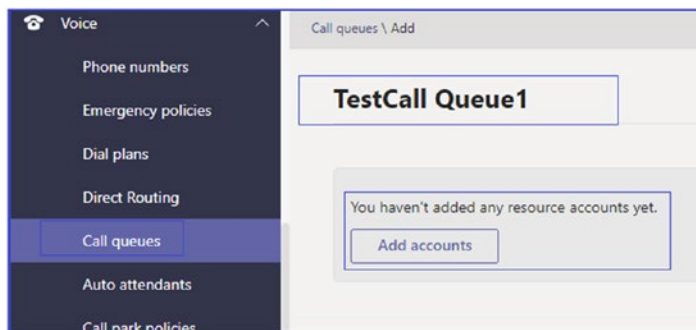 Voice
Phone numbers
Emergency policies
Dial plans
Direct Routing
Call queues
Auto attendants
Call park policies
Call queues \ Add
TestCall Queue1
You haven't added any resource accounts yet.
Add accounts